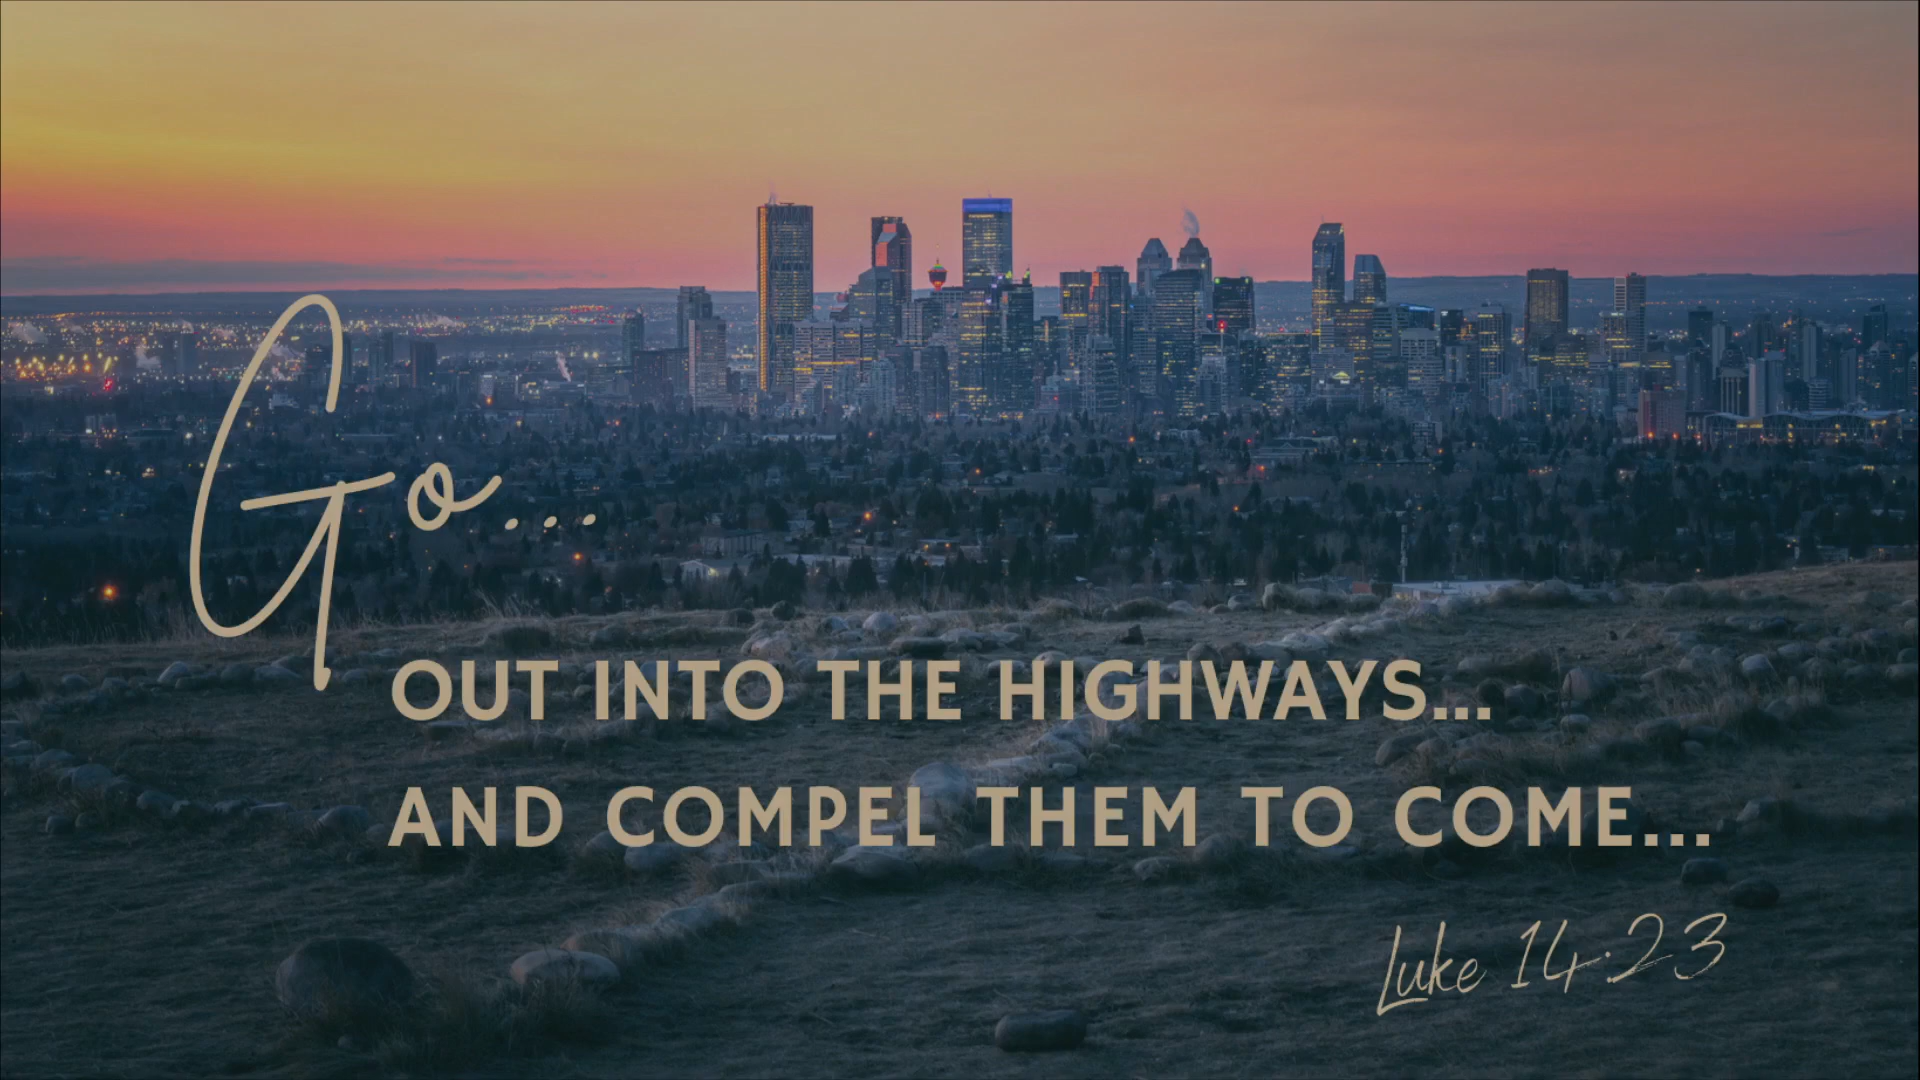 Go...
OUT INTO THE HIGHWAYS...
AND COMPEL THEM TO COME...
Luke 14:23